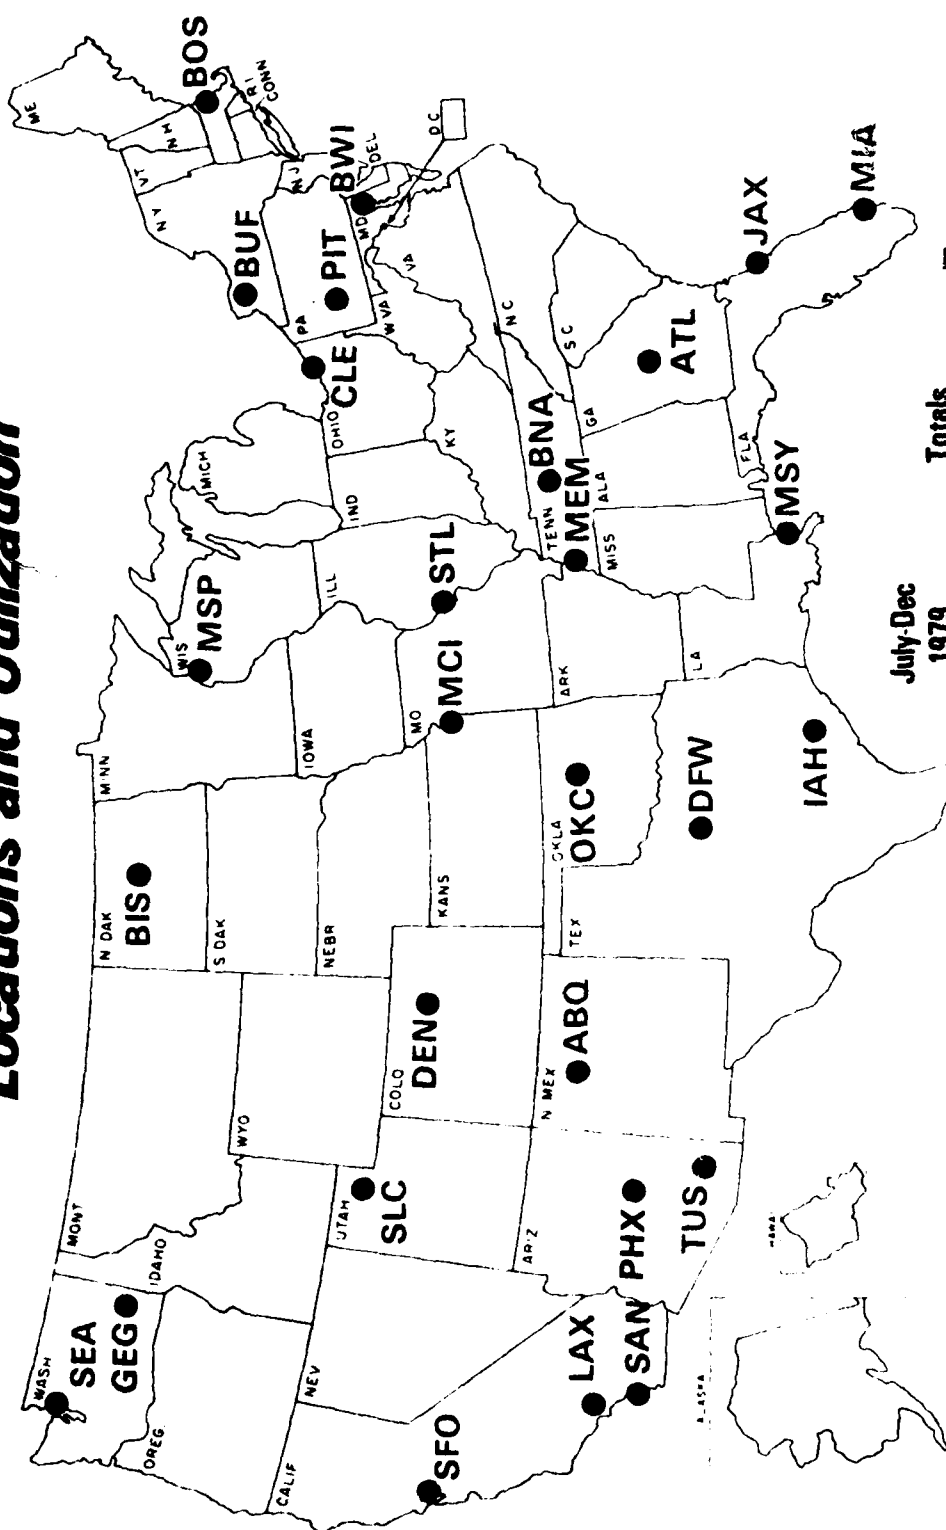 Locations and Utilization
WASH
SEA
GEG
MONT
N DAK
BIS
MINN
WIS
MSP
MICH
ME
VT
N H
BOS
NY
BUF
R I
CONN
OREG
IDAHO
WYO
S DAK
IOWA
ILL
IND
OHIO
CLE
PA
PIT
NJ
BWI
MD
DEL
D C
NEBR
W VA
VA
CALIF
NEV
UTAH
SLC
COLO
DEN
KANS
MO
MCI
STL
KY
SFO
ARIZ
N MEX
ABQ
TEX
OKLA
OKC
ARK
TENN
BNA
MEM
N C
S C
LAX
SAN
PHX
TUS
DFW
LA
MISS
ALA
GA
ATL
JAX
FLA
MSY
MIA
IAH
ALASKA
July-Dec
1979
Totals